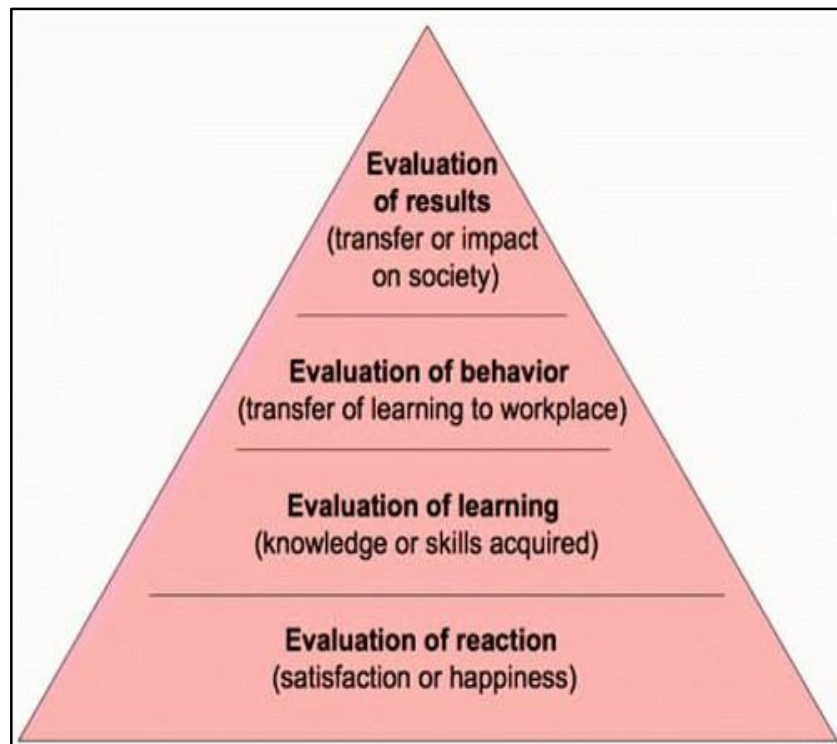 Evaluation
of results
(transfer or impact
on society)
Evaluation of behavior
(transfer of learning to workplace)
Evaluation of learning
(knowledge or skills acquired)
Evaluation of reaction
(satisfaction or happiness)